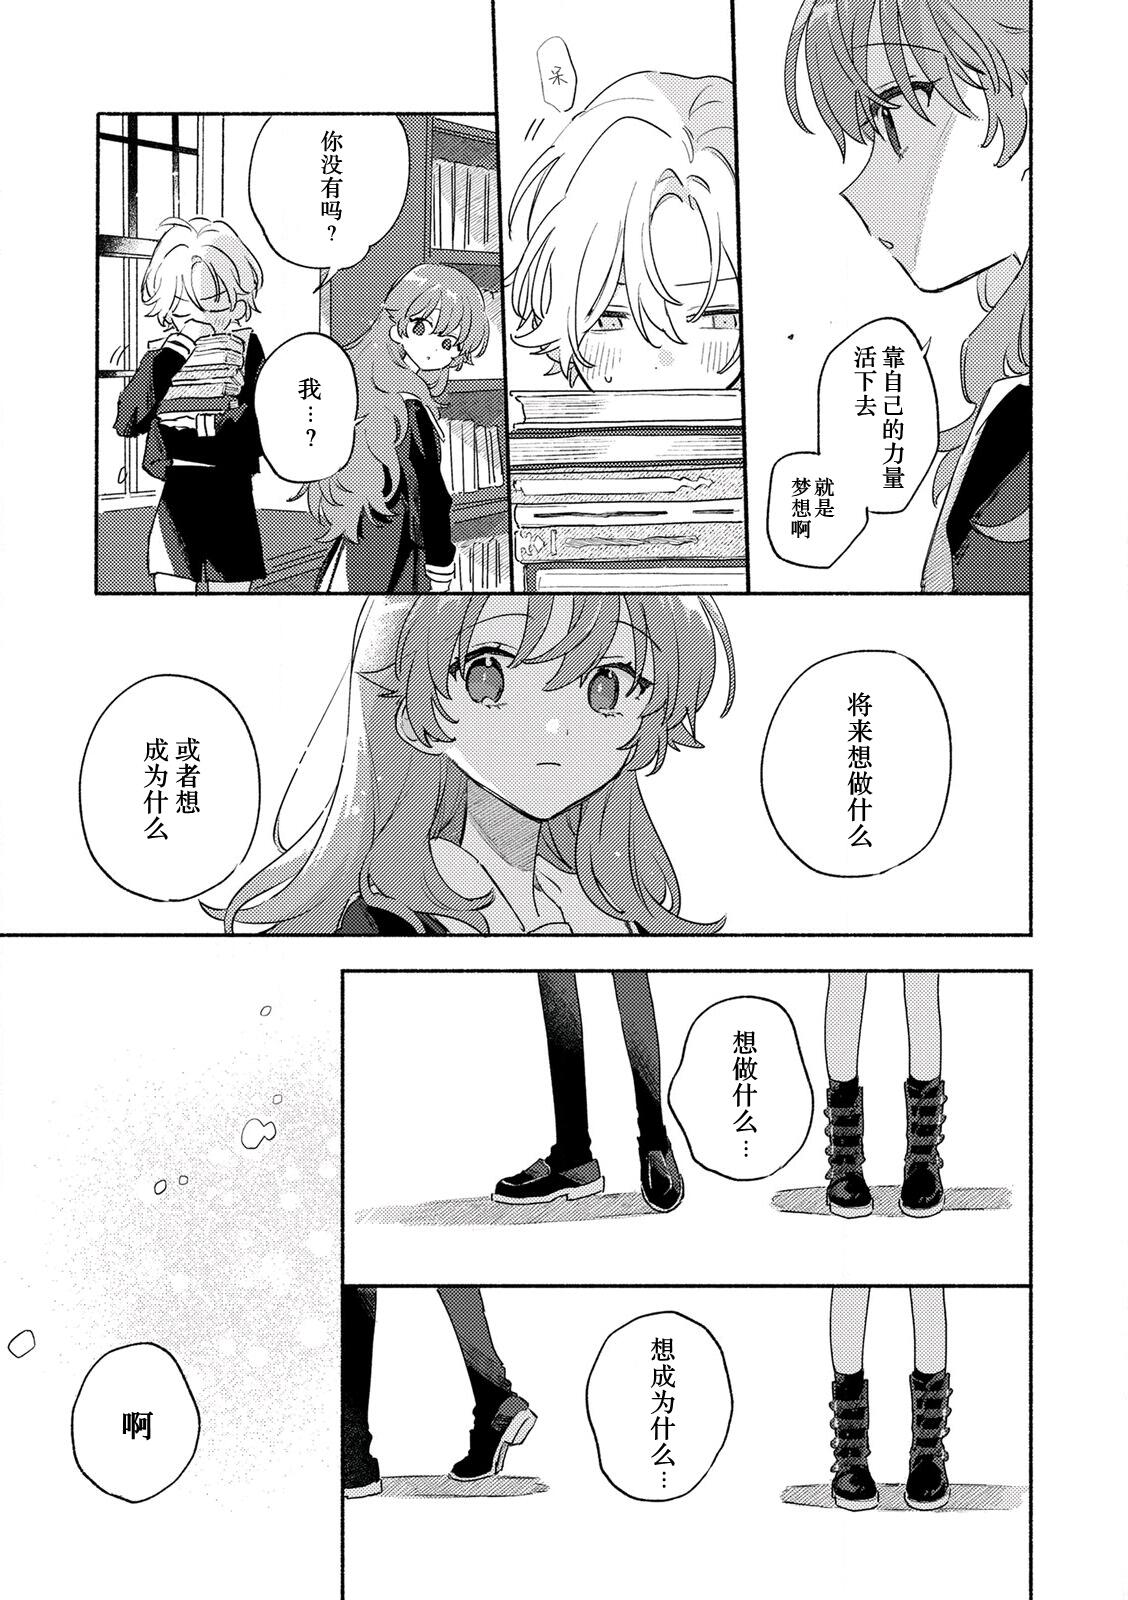 靠自己的力量
活下去
就是
梦想啊
呆
你没有吗？
我…？
将来想做什么
或者想
成为什么
想做什么…
想成为什么…
啊